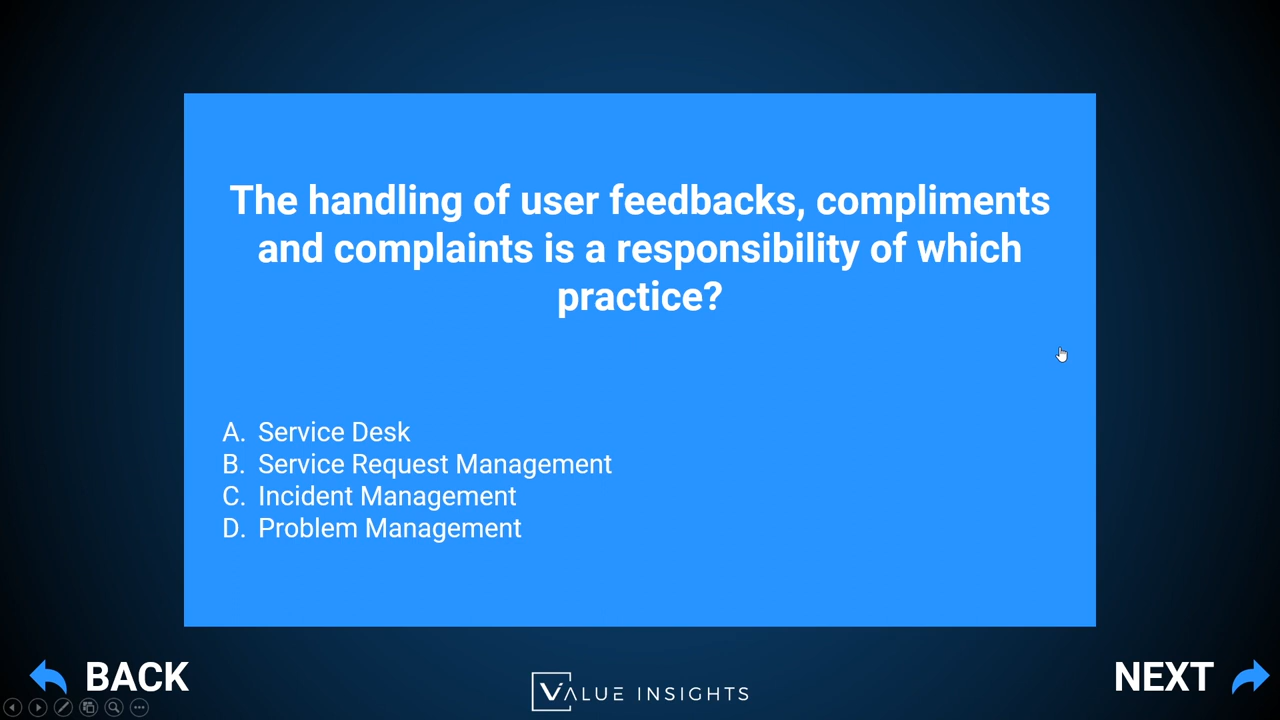 The handling of user feedbacks, compliments
and complaints is a responsibility of which
practice?
A. Service Desk
B. Service Request Management
C. Incident Management
D. Problem Management
BACK
VALUE INSIGHTS
NEXT